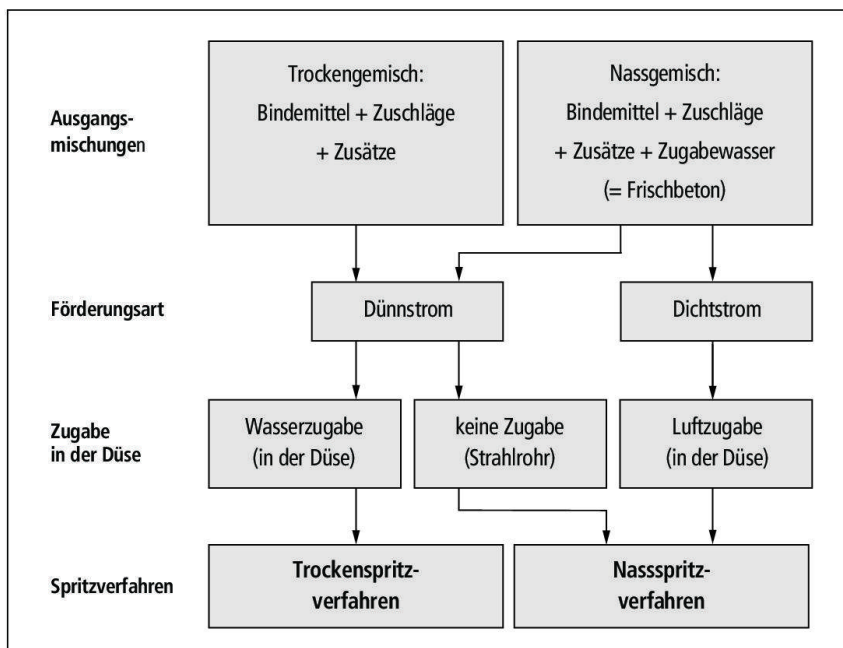 Ausgangs-
mischungen
Trockengemisch:
Bindemittel + Zuschläge
+ Zusätze
Nassgemisch:
Bindemittel + Zuschläge
+ Zusätze + Zugabewasser
(= Frischbeton)
Förderungsart
Dünnstrom
Dichtstrom
Zugabe
in der Düse
Wasserzugabe
(in der Düse)
keine Zugabe
(Strahlrohr)
Luftzugabe
(in der Düse)
Spritzverfahren
Trockenspritz-
verfahren
Nassspritz-
verfahren